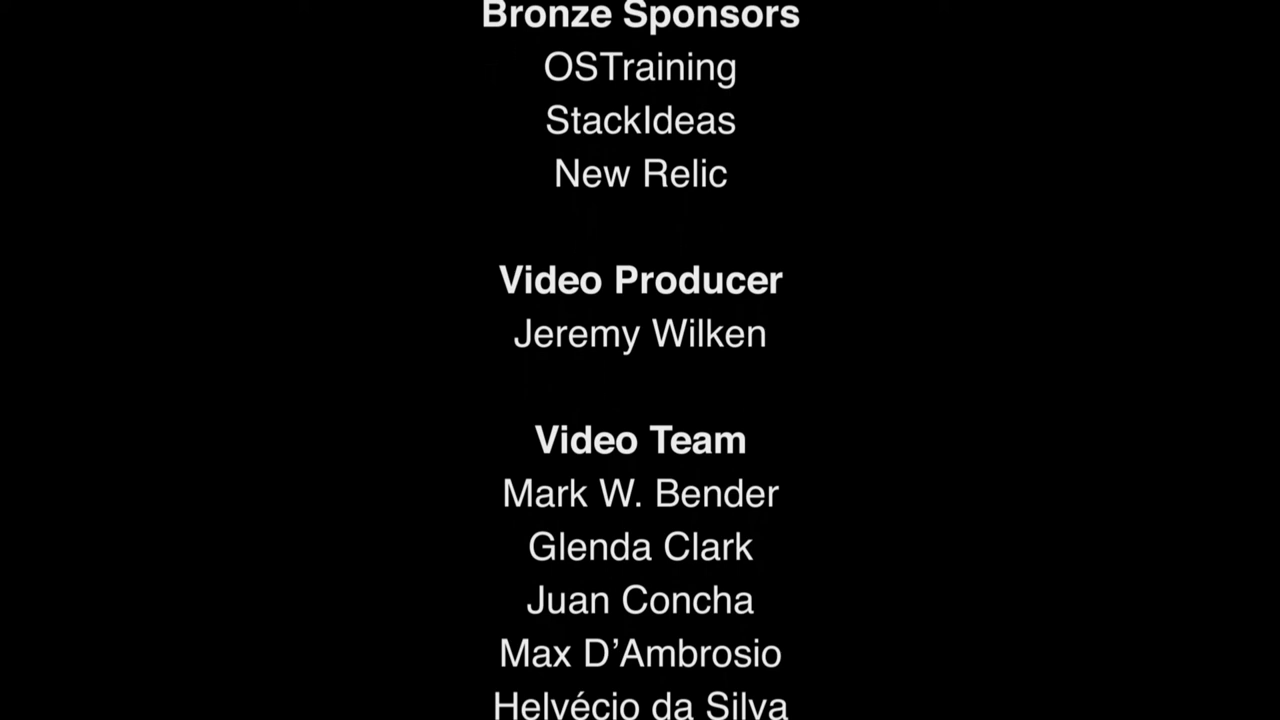 Bronze Sponsors
OSTraining
StackIdeas
New Relic
Video Producer
Jeremy Wilken
Video Team
Mark W. Bender
Glenda Clark
Juan Concha
Max D’Ambrosio
Helvécio da Silva